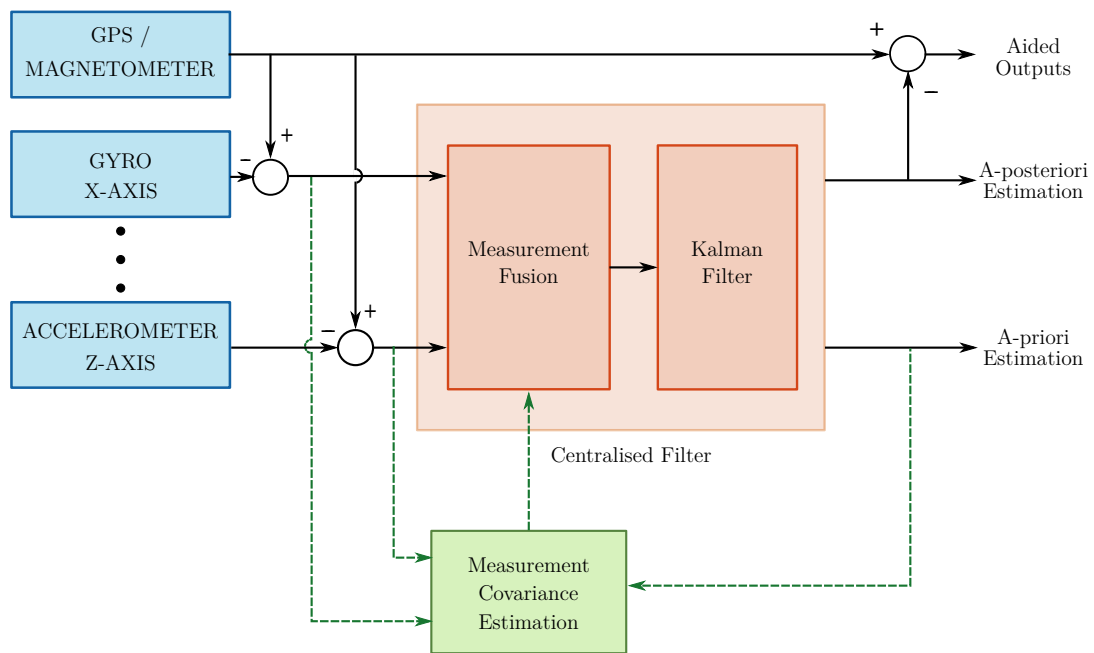 GPS /
MAGNETOMETER
+
Aided
Outputs
−
GYRO
X-AXIS
−
+
A-posteriori
Estimation
Measurement
Fusion
Kalman
Filter
ACCELEROMETER
Z-AXIS
−
+
A-priori
Estimation
Centralised Filter
Measurement
Covariance
Estimation